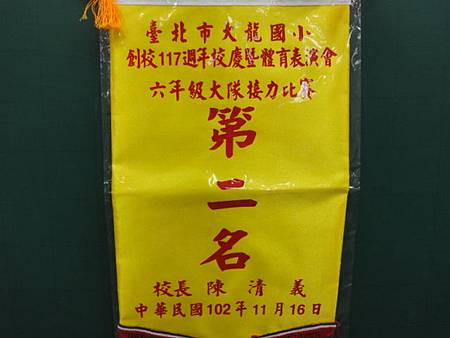 臺北市大龍國小
創校117週年校慶暨體育表演會
六年級大隊接力比賽
第二名
校長 陳清義
中華民國102年11月16日